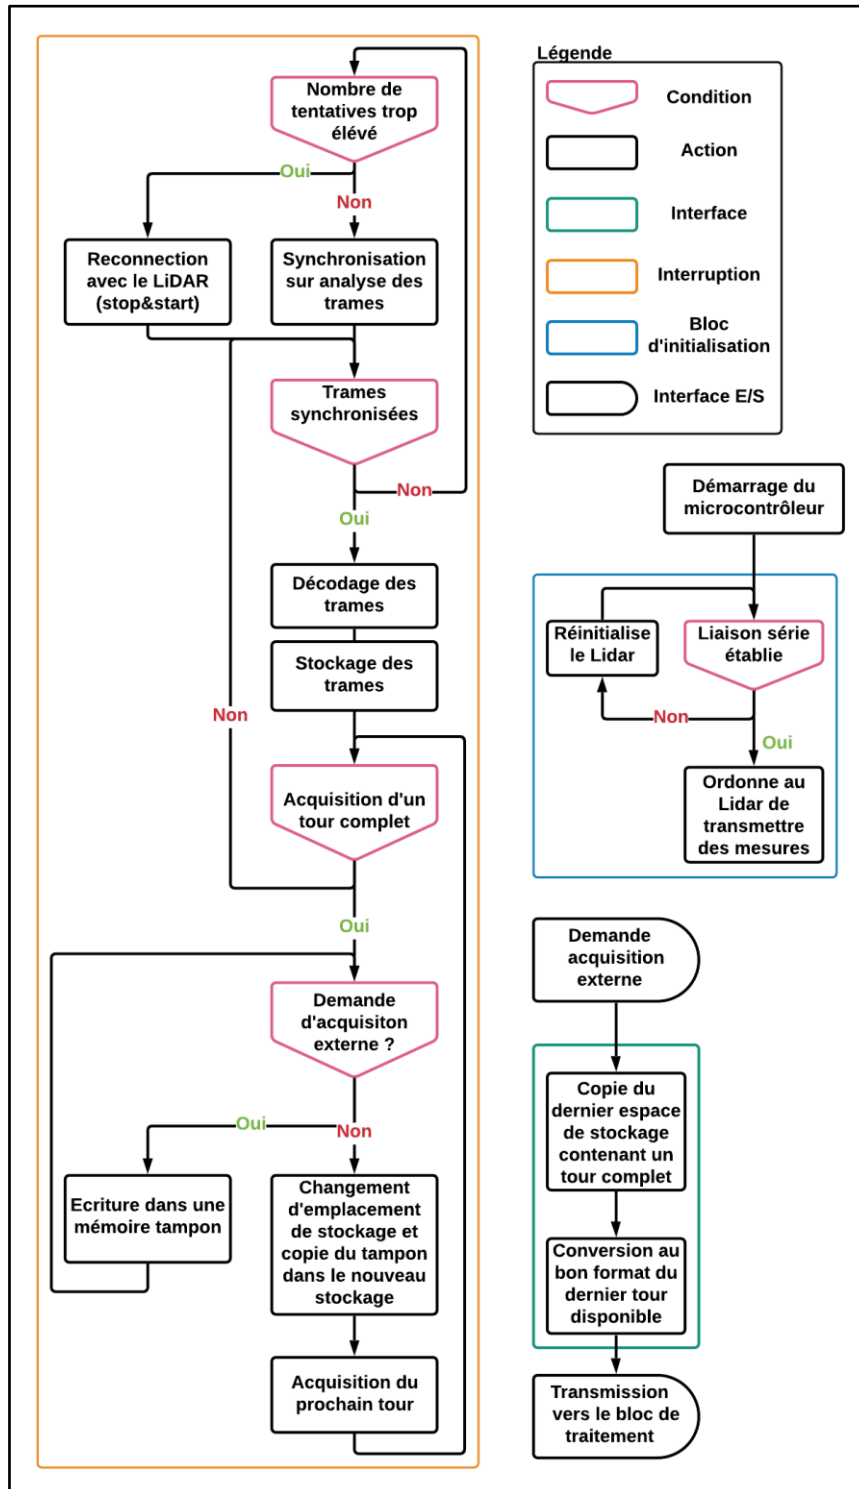 Nombre de
tentatives trop
élévé
Oui
Non
Reconnection
avec le LiDAR
(stop&start)
Synchronisation
sur analyse des
trames
Trames
synchronisées
Non
Oui
Décodage des
trames
Stockage des
trames
Non
Acquisition d'un
tour complet
Oui
Demande
d'acquisiton
externe ?
Oui
Non
Ecriture dans une
mémoire tampon
Changement
d'emplacement
de stockage et
copie du tampon
dans le nouveau
stockage
Acquisition du
prochain tour
Légende
Condition
Action
Interface
Interruption
Bloc
d'initialisation
Interface E/S
Démarrage du
microcontrôleur
Réinitialise
le Lidar
Liaison série
établie
Non
Oui
Ordonne au
Lidar de
transmettre
des mesures
Demande
acquisition
externe
Copie du
dernier espace
de stockage
contenant un
tour complet
Conversion au
bon format du
dernier tour
disponible
Transmission
vers le bloc de
traitement